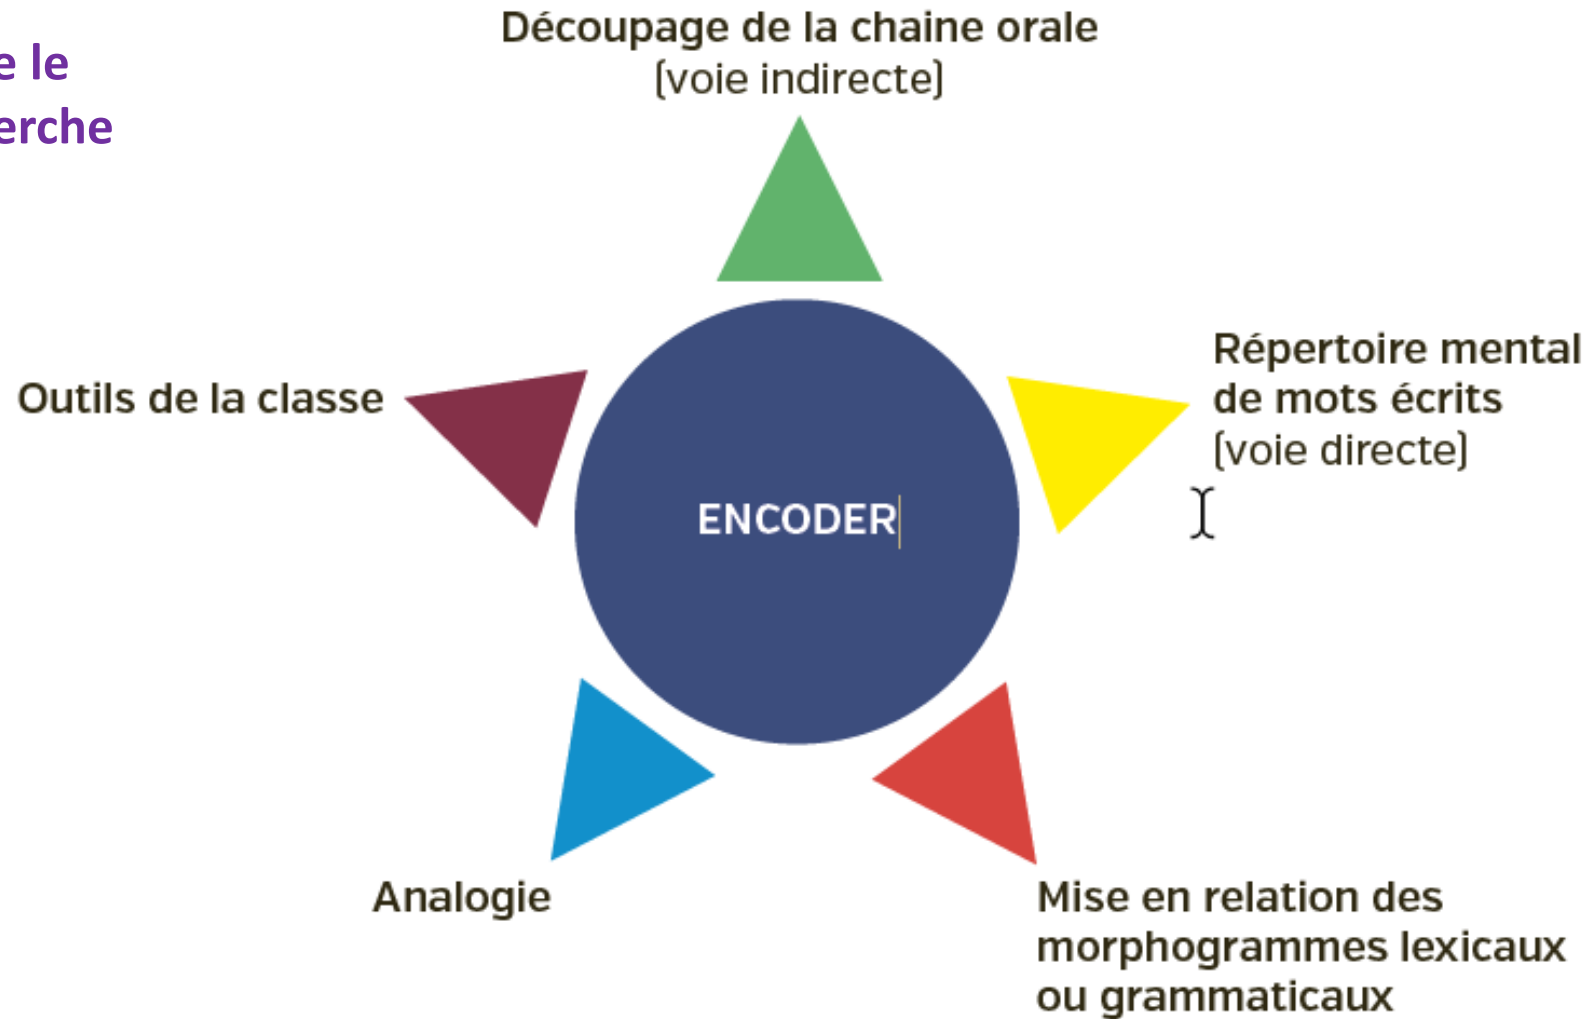 e le
erche
Découpage de la chaine orale
(voie indirecte)
Répertoire mental
de mots écrits
(voie directe)
Outils de la classe
ENCODER
Analogie
Mise en relation des
morphogrammes lexicaux
ou grammaticaux